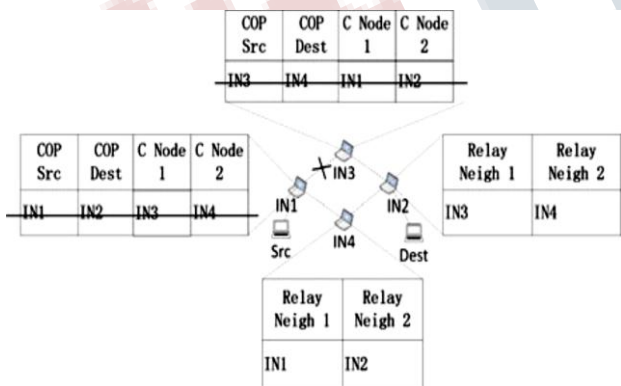 COP COP C Node C Node
Src Dest 1 2
IN3 IN4 IN1 IN2
COP COP C Node C Node
Src Dest 1 2
IN1 IN2 IN3 IN4
IN3
IN1
IN2
IN4
Src
Dest
Relay Relay
Neigh 1 Neigh 2
IN3 IN4
Relay Relay
Neigh 1 Neigh 2
IN1 IN2